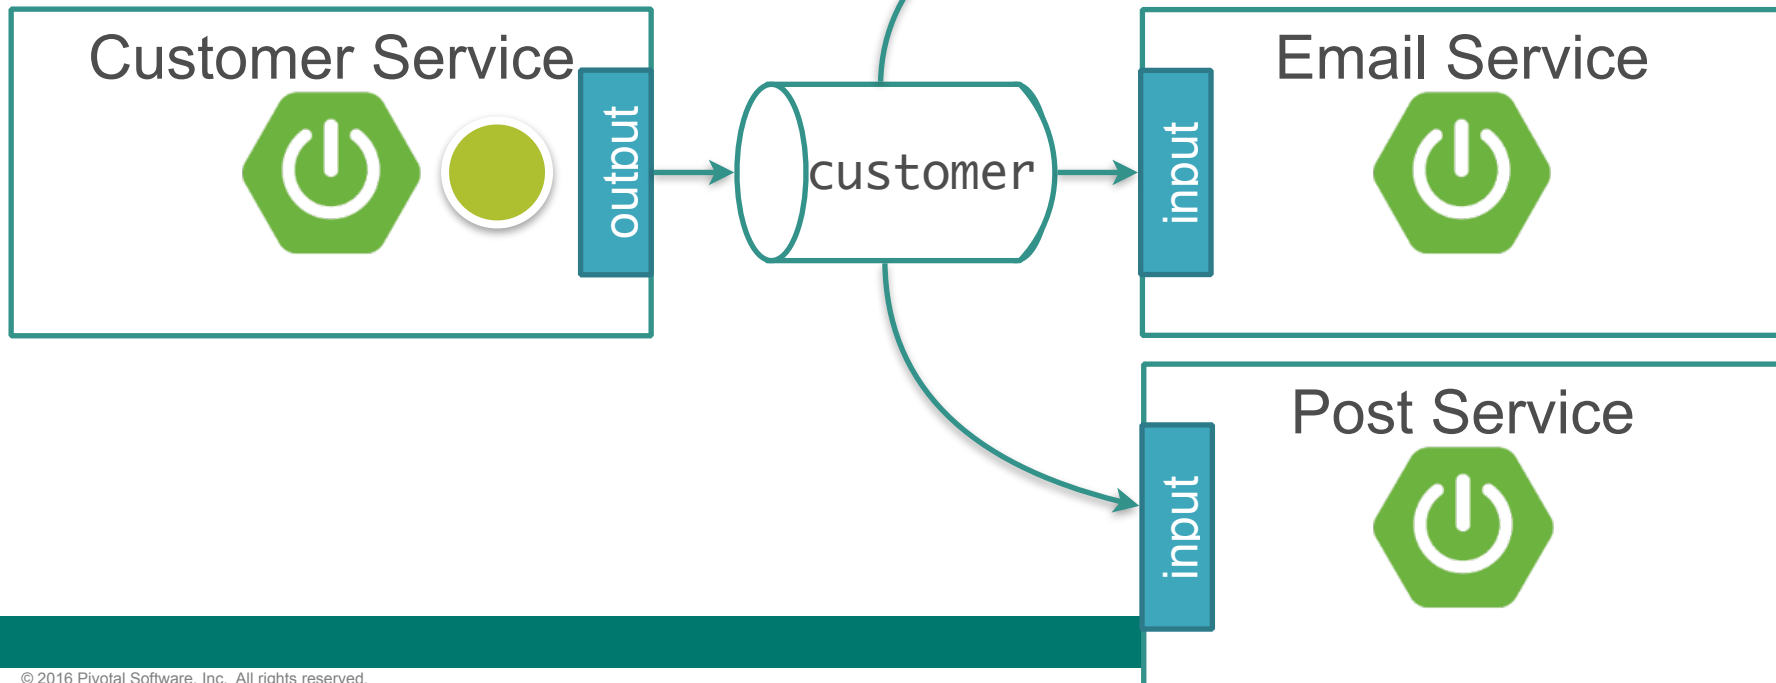 Customer Service
output
customer
input
Email Service
Post Service
input
© 2016 Pivotal Software, Inc. All rights reserved.